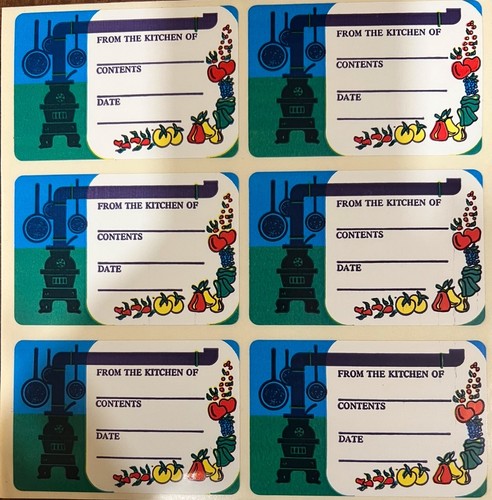 FROM THE KITCHEN OF
CONTENTS
DATE
FROM THE KITCHEN OF
CONTENTS
DATE
FROM THE KITCHEN OF
CONTENTS
DATE
FROM THE KITCHEN OF
CONTENTS
DATE
FROM THE KITCHEN OF
CONTENTS
DATE
FROM THE KITCHEN OF
CONTENTS
DATE